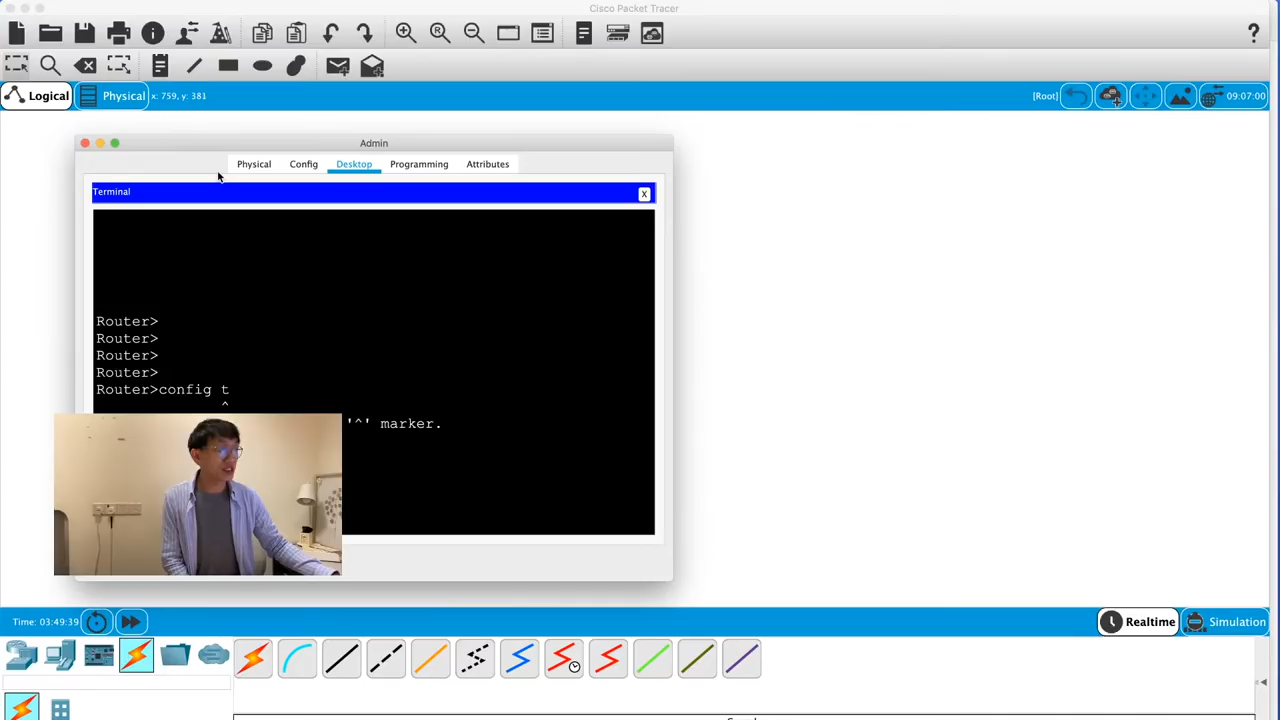 Cisco Packet Tracer
Logical
Physical
x: 759, y: 381
[Root]
09:07:00
Admin
Physical
Config
Desktop
Programming
Attributes
Terminal
X
Router>
Router>
Router>
Router>
Router>config t
^
'^' marker.
Time: 03:49:39
Realtime
Simulation